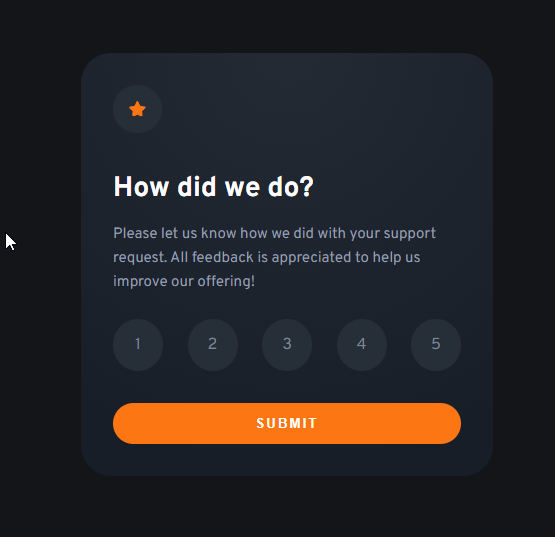 How did we do?
Please let us know how we did with your support
request. All feedback is appreciated to help us
improve our offering!
1 2 3 4 5
SUBMIT